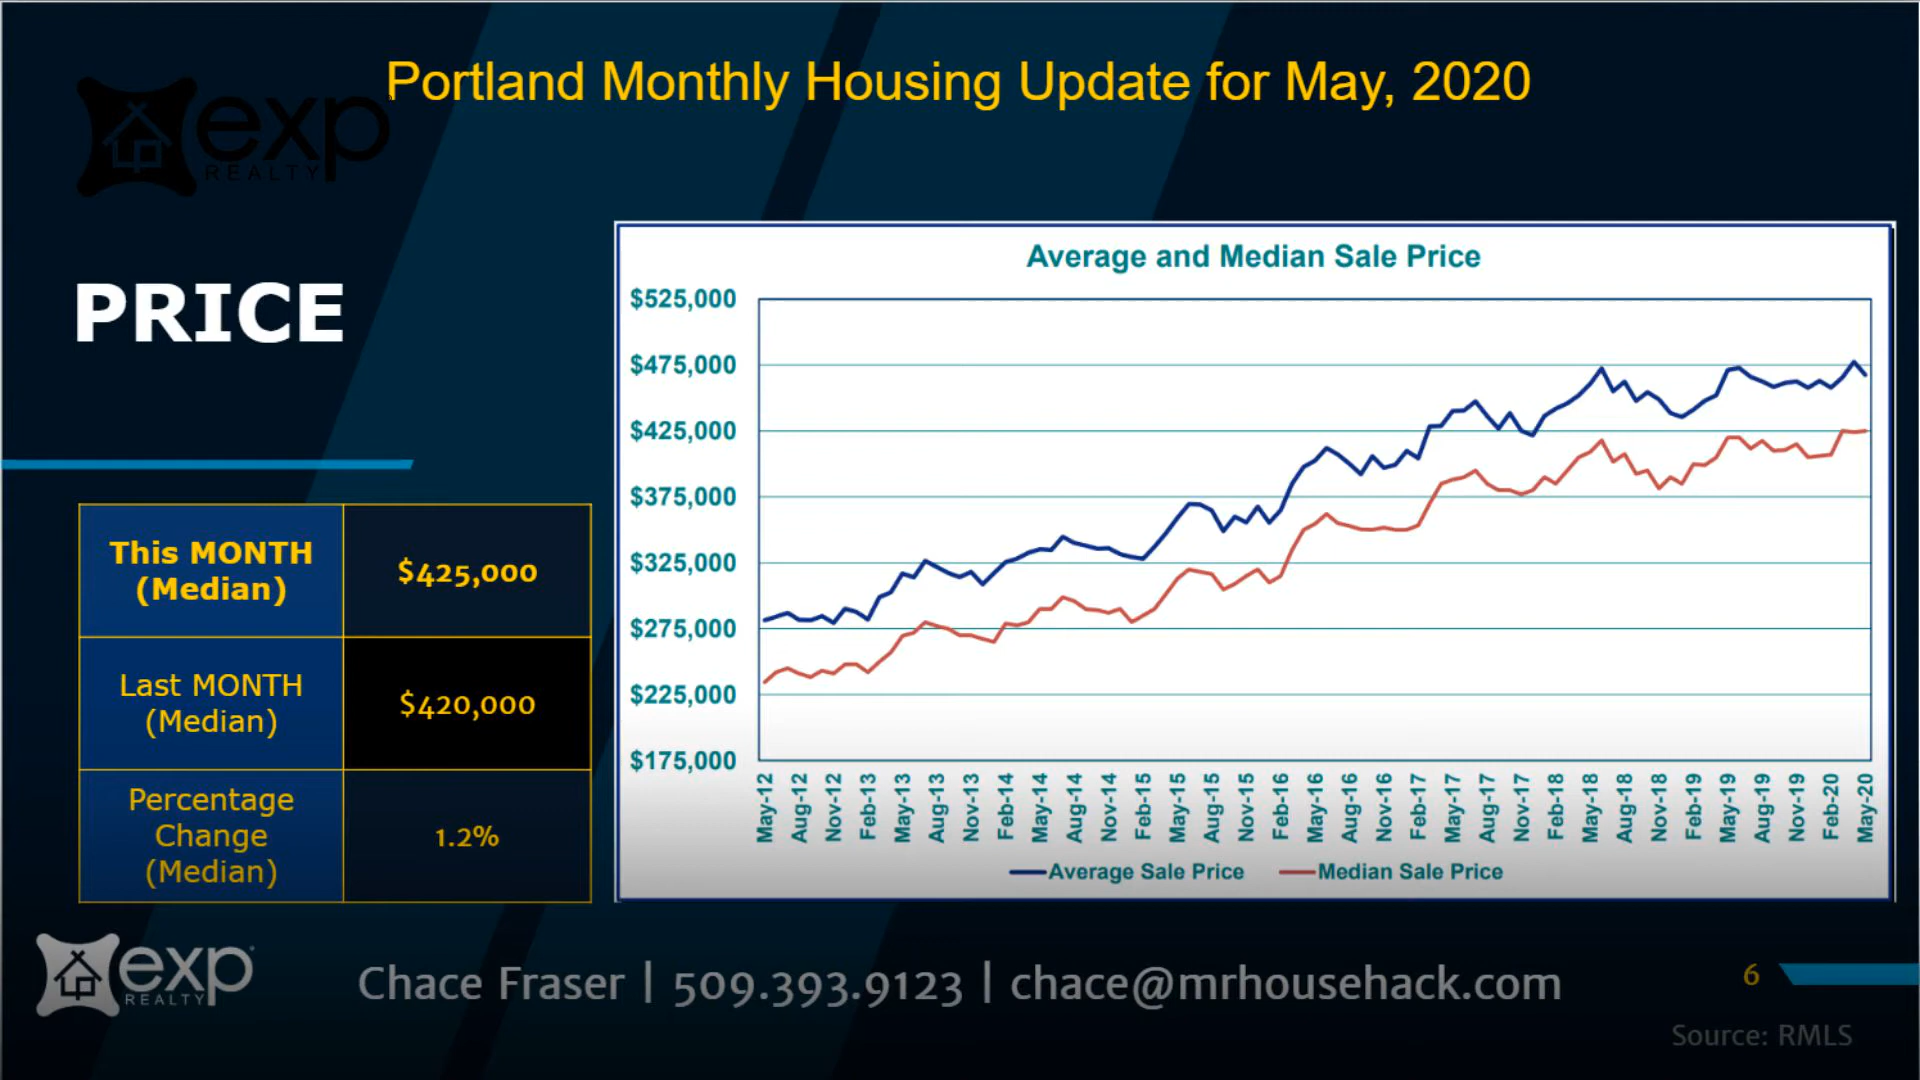 Portland Monthly Housing Update for May, 2020
exp
REALTY
PRICE
This MONTH
(Median)
$425,000
Last MONTH
(Median)
$420,000
Percentage
Change
(Median)
1.2%
Average and Median Sale Price
$525,000
$475,000
$425,000
$375,000
$325,000
$275,000
$225,000
$175,000
May-12
Aug-12
Nov-12
Feb-13
May-13
Aug-13
Nov-13
Feb-14
May-14
Aug-14
Nov-14
Feb-15
May-15
Aug-15
Nov-15
Feb-16
May-16
Aug-16
Nov-16
Feb-17
May-17
Aug-17
Nov-17
Feb-18
May-18
Aug-18
Nov-18
Feb-19
May-19
Aug-19
Nov-19
Feb-20
May-20
Average Sale Price
Median Sale Price
exp
REALTY
Chace Fraser | 509.393.9123 | chace@mrhousehack.com
6
Source: RMLS